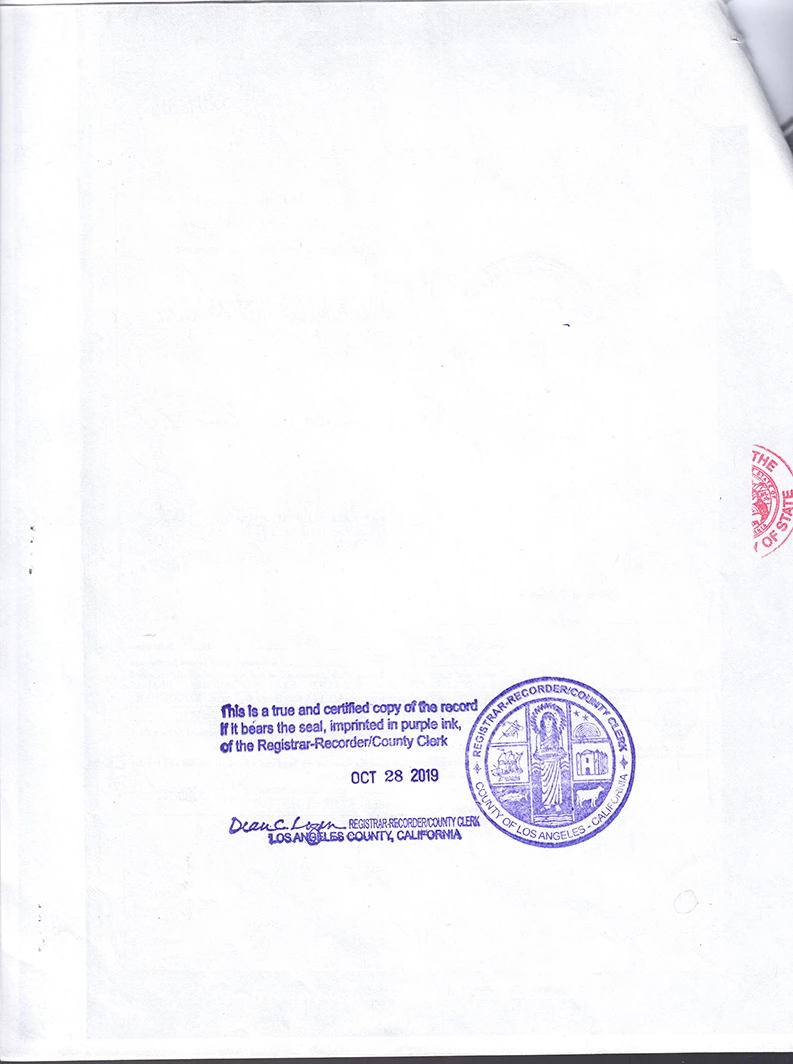 THE
OF STATE
This is a true and certified copy of the record
if it bears the seal, imprinted in purple ink,
of the Registrar-Recorder/County Clerk
OCT 28 2019
Dean C. Logan REGISTRAR-RECORDER/COUNTY CLERK
LOS ANGELES COUNTY, CALIFORNIA
REGISTRAR-RECORDER/COUNTY CLERK
COUNTY OF LOS ANGELES - CALIFORNIA